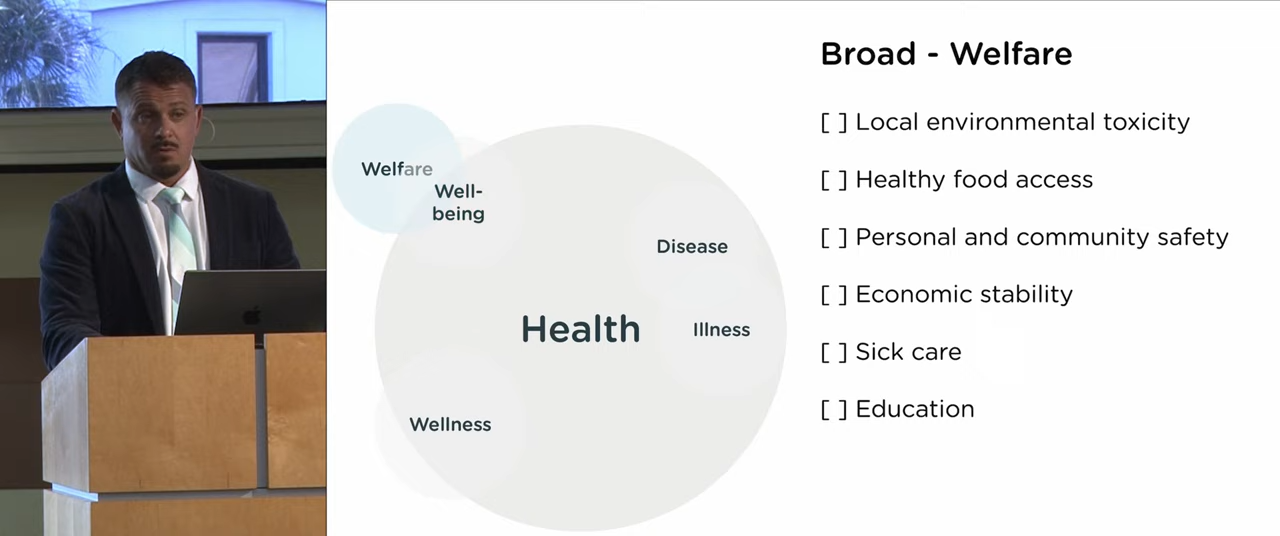 Broad - Welfare
[ ] Local environmental toxicity
[ ] Healthy food access
[ ] Personal and community safety
[ ] Economic stability
[ ] Sick care
[ ] Education
Welfare
Well-
being
Disease
Health
Illness
Wellness